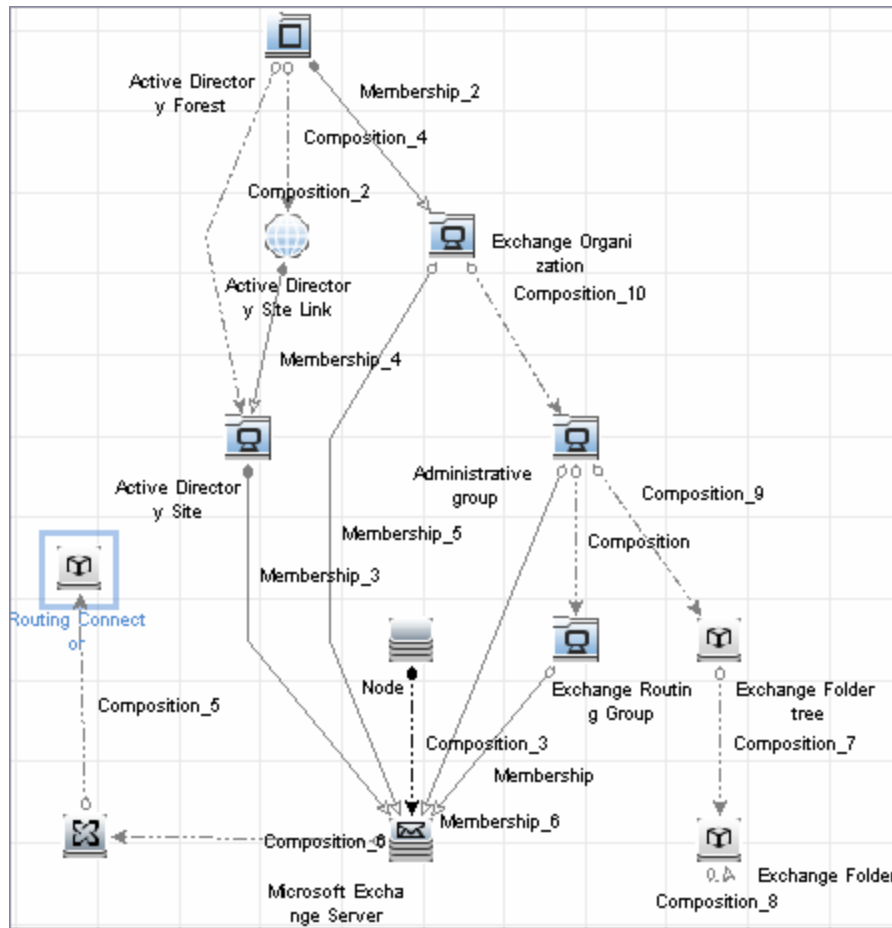 Active Director
y Forest
Membership_2
Composition_4
Composition_2
Exchange Organi
zation
Active Director
y Site Link
Composition_10
Membership_4
Active Director
y Site
Administrative
group
Composition_9
Membership_5
Composition
Membership_3
Routing Connect
or
Node
Exchange Routin
g Group
Exchange Folder
tree
Composition_5
Composition_3
Composition_7
Membership
Membership_6
Composition_6
Microsoft Excha
nge Server
Exchange Folder
Composition_8